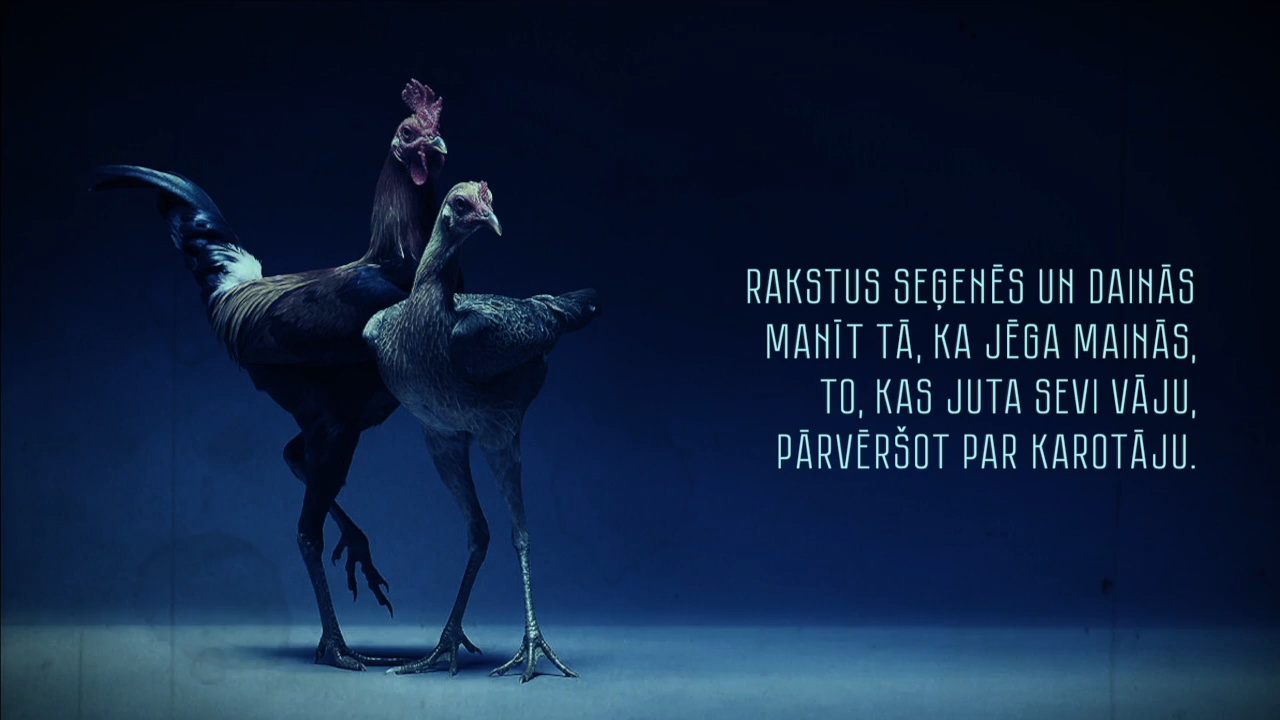 RAKSTUS SEĢENĒS UN DAINĀS
MANĪT TĀ, KA JĒGA MAINĀS,
TO, KAS JUTA SEVI VĀJU,
PĀRVĒRŠOT PAR KAROTĀJU.